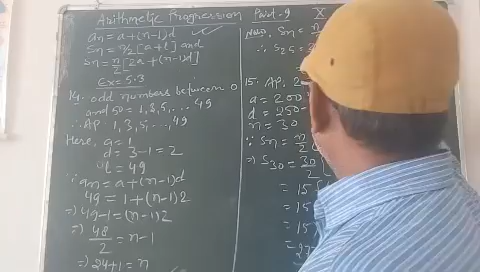 Arithmetic Progression Part-9 X
an = a+(n-1)d
Sn = n/2 [a+l] and
Sn = n/2 [2a+(n-1)d]
Ex = 5.3
14. odd numbers between 0
and 50 = 1, 3, 5, .... 49
∴ AP 1, 3, 5, ...., 49
Here, a = 1
d = 3-1 = 2
l = 49
∵ an = a+(n-1)d
49 = 1+(n-1)2
=) 49-1 = (n-1)2
=) 48/2 = n-1
=) 24+1 = n
Now. Sn = n
∴ S25 = 2
15. AP. 2
a = 200
d = 250-
n = 30
∵ Sn = n/2
=) S30 = 30/2
= 15
= 15
= 15